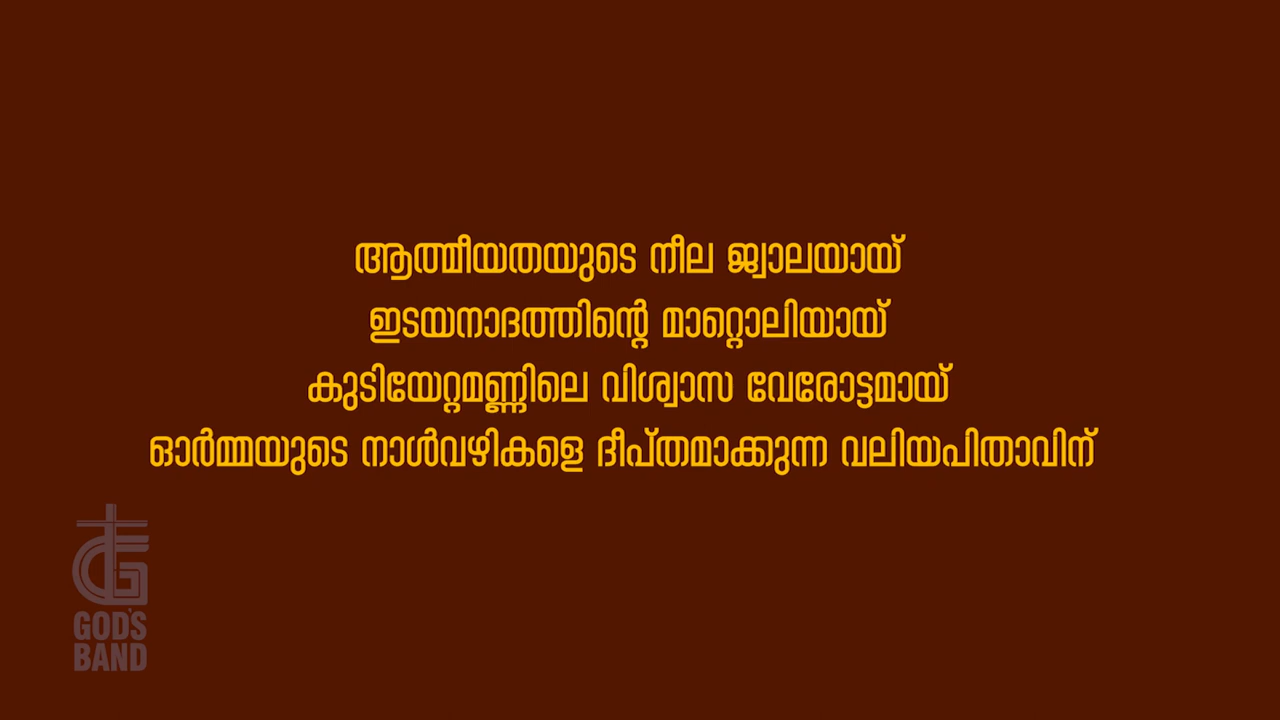 ആത്മീയതയുടെ നീല ജ്വാലയായ്
ഇടയനാദത്തിന്റെ മാറ്റൊലിയായ്
കുടിയേറ്റമണ്ണിലെ വിശ്വാസ വേരോട്ടമായ്
ഓർമ്മയുടെ നാൾവഴികളെ ദീപ്തമാക്കുന്ന വലിയപിതാവിന്
GOD'S
BAND